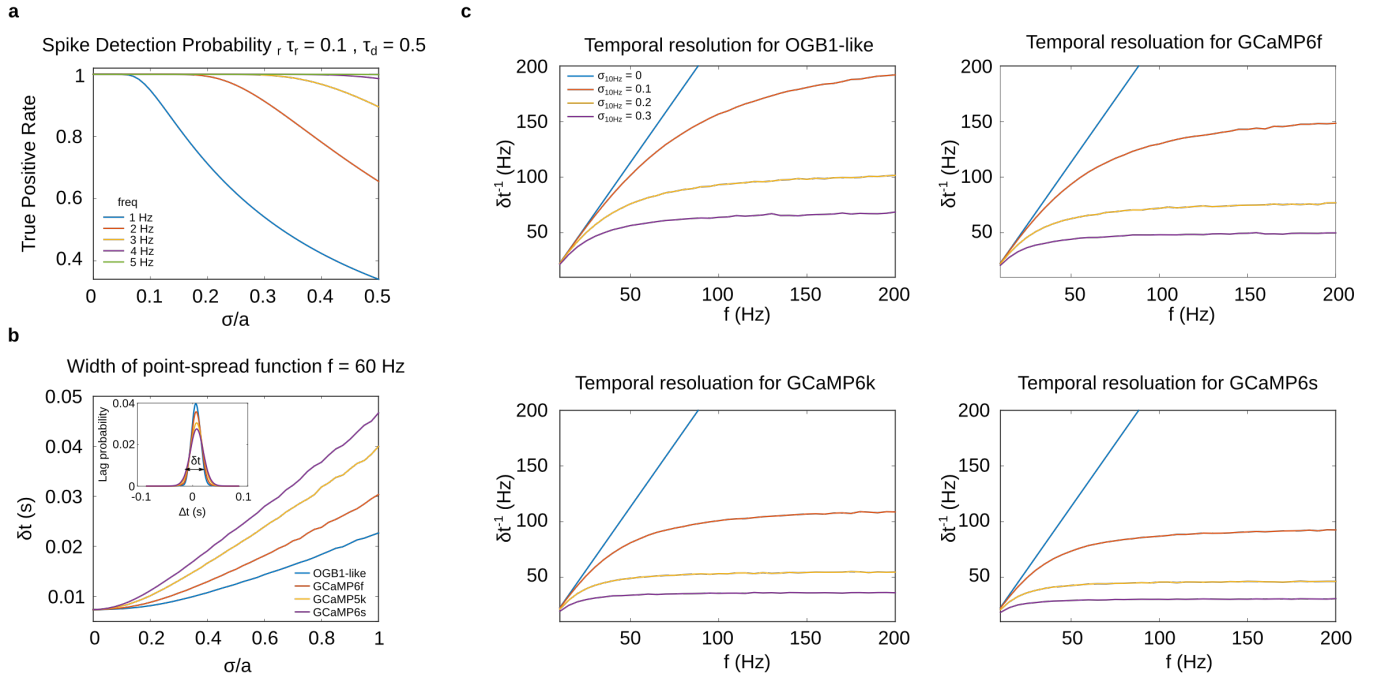 a
Spike Detection Probability r τr = 0.1 , τd = 0.5
True Positive Rate
1
0.8
0.6
0.4
freq
1 Hz
2 Hz
3 Hz
4 Hz
5 Hz
0 0.1 0.2 0.3 0.4 0.5
σ/a
b
Width of point-spread function f = 60 Hz
δt (s)
0.05
0.04
0.03
0.02
0.01
Lag probability
0.04
0.02
0
δt
-0.1 0 0.1
Δt (s)
OGB1-like
GCaMP6f
GCaMP5k
GCaMP6s
0 0.2 0.4 0.6 0.8 1
σ/a
c
Temporal resolution for OGB1-like
δt-1 (Hz)
200
150
100
50
σ10Hz = 0
σ10Hz = 0.1
σ10Hz = 0.2
σ10Hz = 0.3
50 100 150 200
f (Hz)
Temporal resoluation for GCaMP6f
δt-1 (Hz)
200
150
100
50
50 100 150 200
f (Hz)
Temporal resoluation for GCaMP6k
δt-1 (Hz)
200
150
100
50
50 100 150 200
f (Hz)
Temporal resoluation for GCaMP6s
δt-1 (Hz)
200
150
100
50
50 100 150 200
f (Hz)